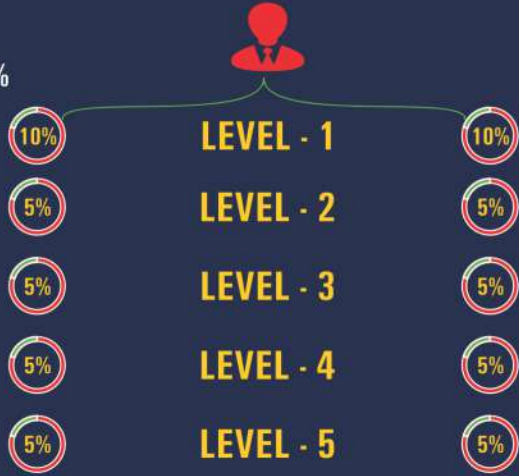 %
10% LEVEL - 1 10%
5% LEVEL - 2 5%
5% LEVEL - 3 5%
5% LEVEL - 4 5%
5% LEVEL - 5 5%